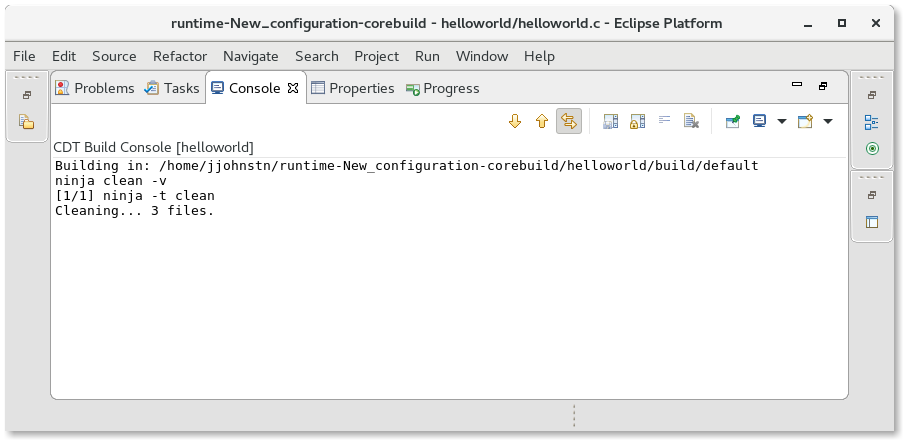 runtime-New_configuration-corebuild - helloworld/helloworld.c - Eclipse Platform
File Edit Source Refactor Navigate Search Project Run Window Help
Problems Tasks Console Properties Progress
CDT Build Console [helloworld]
Building in: /home/jjohnstn/runtime-New_configuration-corebuild/helloworld/build/default
ninja clean -v
[1/1] ninja -t clean
Cleaning... 3 files.